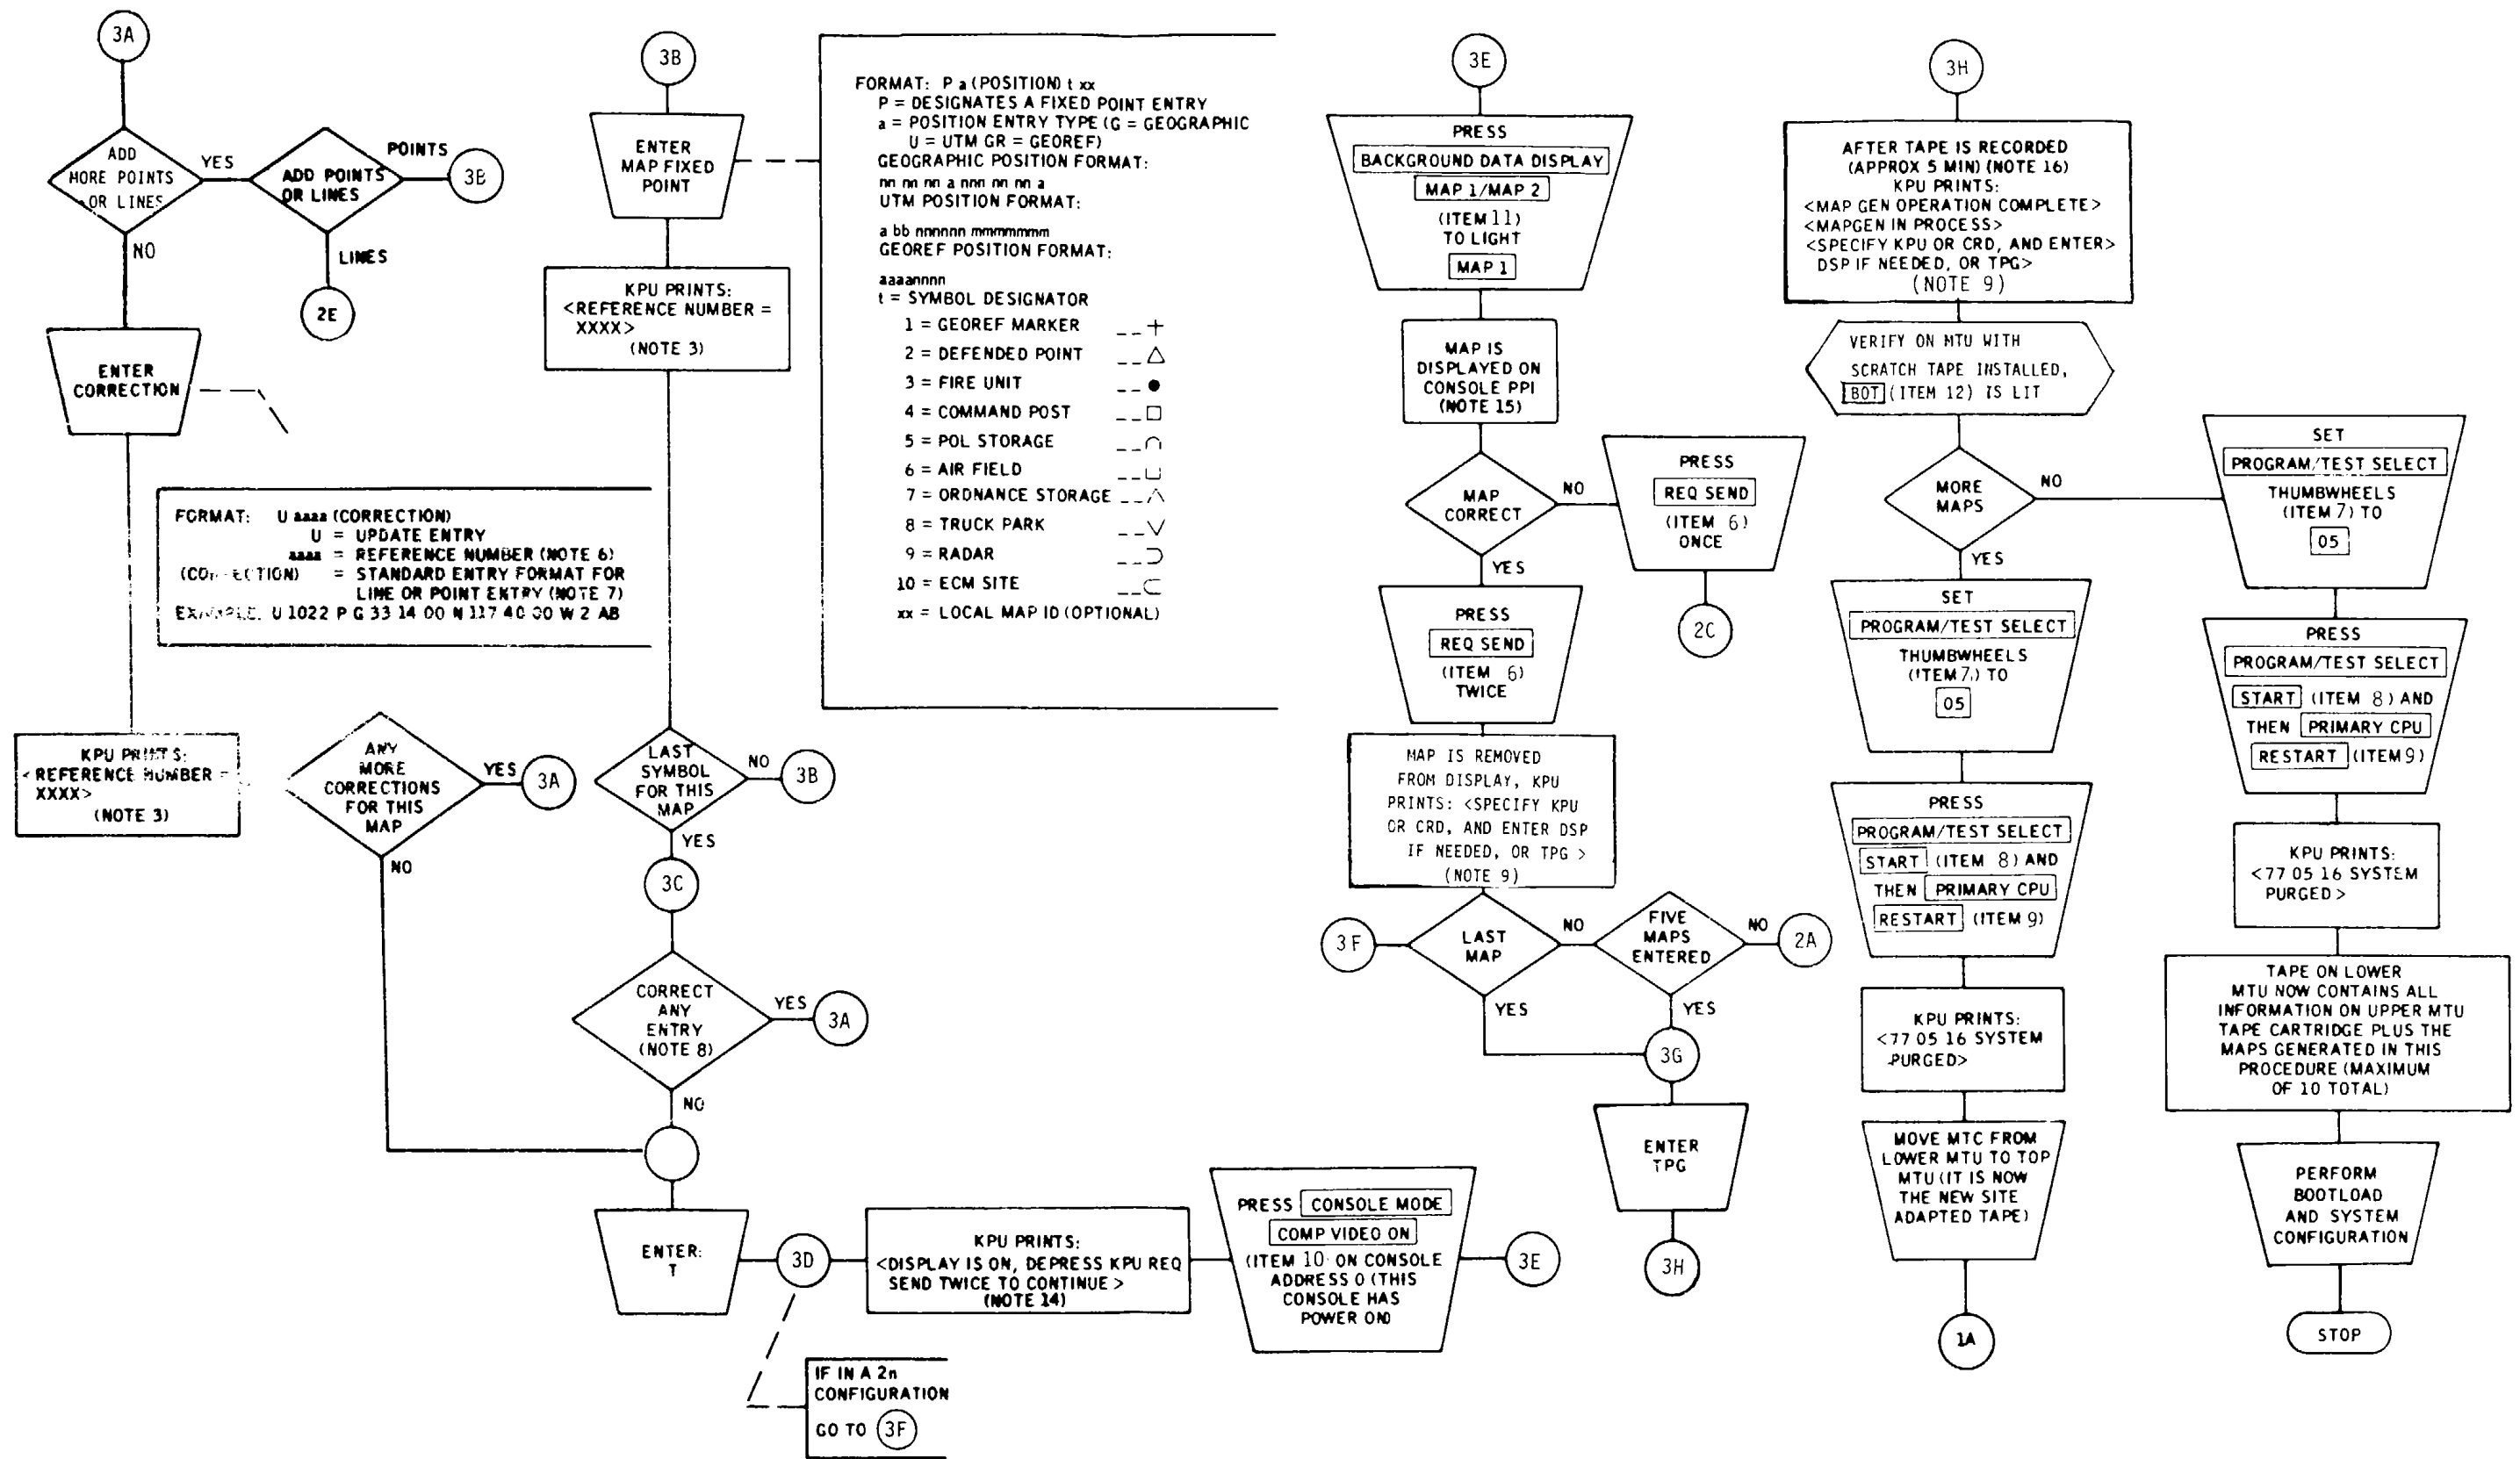 3A
ADD
MORE POINTS
OR LINES
YES
NO
ADD POINTS
OR LINES
POINTS
3B
LINES
2E
ENTER
CORRECTION
FORMAT: U aaaa (CORRECTION)
U = UPDATE ENTRY
aaaa = REFERENCE NUMBER (NOTE 6)
= STANDARD ENTRY FORMAT FOR
LINE OR POINT ENTRY (NOTE 7)
U 1022 P G 33 14 00 N 117 40 00 W 2 AB
KPU PRINTS:
<REFERENCE NUMBER =
XXXX>
(NOTE 3)
ANY
MORE
CORRECTIONS
FOR THIS
MAP
YES
3A
NO
3B
ENTER
MAP FIXED
POINT
KPU PRINTS:
<REFERENCE NUMBER =
XXXX>
(NOTE 3)
FORMAT: P a (POSITION) t xx
P = DESIGNATES A FIXED POINT ENTRY
a = POSITION ENTRY TYPE (G = GEOGRAPHIC
U = UTM GR = GEOREF)
GEOGRAPHIC POSITION FORMAT:
nn nn nn a nnn nn nn a
UTM POSITION FORMAT:
a bb nnnnnn mmmmmmm
GEOREF POSITION FORMAT:
aaaannnn
t = SYMBOL DESIGNATOR
1 = GEOREF MARKER
2 = DEFENDED POINT
3 = FIRE UNIT
4 = COMMAND POST
5 = POL STORAGE
6 = AIR FIELD
7 = ORDNANCE STORAGE
8 = TRUCK PARK
9 = RADAR
10 = ECM SITE
xx = LOCAL MAP ID (OPTIONAL)
LAST
SYMBOL
FOR THIS
MAP
NO
3B
YES
3C
CORRECT
ANY
ENTRY
(NOTE 8)
YES
3A
NO
ENTER:
T
3D
IF IN A 2n
CONFIGURATION
GO TO 3F
KPU PRINTS:
<DISPLAY IS ON, DEPRESS KPU REQ
SEND TWICE TO CONTINUE >
(NOTE 14)
PRESS CONSOLE MODE
COMP VIDEO ON
(ITEM 10) ON CONSOLE
ADDRESS 0 (THIS
CONSOLE HAS
POWER ON)
3E
3E
PRESS
BACKGROUND DATA DISPLAY
MAP 1/MAP 2
(ITEM 11)
TO LIGHT
MAP 1
MAP IS
DISPLAYED ON
CONSOLE PPI
(NOTE 15)
MAP
CORRECT
NO
PRESS
REQ SEND
(ITEM 6)
ONCE
2C
YES
PRESS
REQ SEND
(ITEM 6)
TWICE
MAP IS REMOVED
FROM DISPLAY, KPU
PRINTS: <SPECIFY KPU
OR CRD, AND ENTER DSP
IF NEEDED, OR TPG >
(NOTE 9)
3F
LAST
MAP
NO
FIVE
MAPS
ENTERED
NO
2A
YES
YES
3G
ENTER
TPG
3H
3H
AFTER TAPE IS RECORDED
(APPROX 5 MIN) (NOTE 16)
KPU PRINTS:
<MAP GEN OPERATION COMPLETE>
<MAPGEN IN PROCESS>
<SPECIFY KPU OR CRD, AND ENTER>
DSP IF NEEDED, OR TPG>
(NOTE 9)
VERIFY ON MTU WITH
SCRATCH TAPE INSTALLED,
BOT (ITEM 12) IS LIT
MORE
MAPS
NO
YES
SET
PROGRAM/TEST SELECT
THUMBWHEELS
(ITEM 7) TO
05
PRESS
PROGRAM/TEST SELECT
START (ITEM 8) AND
THEN PRIMARY CPU
RESTART (ITEM 9)
KPU PRINTS:
<77 05 16 SYSTEM
PURGED>
MOVE MTC FROM
LOWER MTU TO TOP
MTU (IT IS NOW
THE NEW SITE
ADAPTED TAPE)
1A
SET
PROGRAM/TEST SELECT
THUMBWHEELS
(ITEM 7) TO
05
PRESS
PROGRAM/TEST SELECT
START (ITEM 8) AND
THEN PRIMARY CPU
RESTART (ITEM 9)
KPU PRINTS:
<77 05 16 SYSTEM
PURGED >
TAPE ON LOWER
MTU NOW CONTAINS ALL
INFORMATION ON UPPER MTU
TAPE CARTRIDGE PLUS THE
MAPS GENERATED IN THIS
PROCEDURE (MAXIMUM
OF 10 TOTAL)
PERFORM
BOOTLOAD
AND SYSTEM
CONFIGURATION
STOP